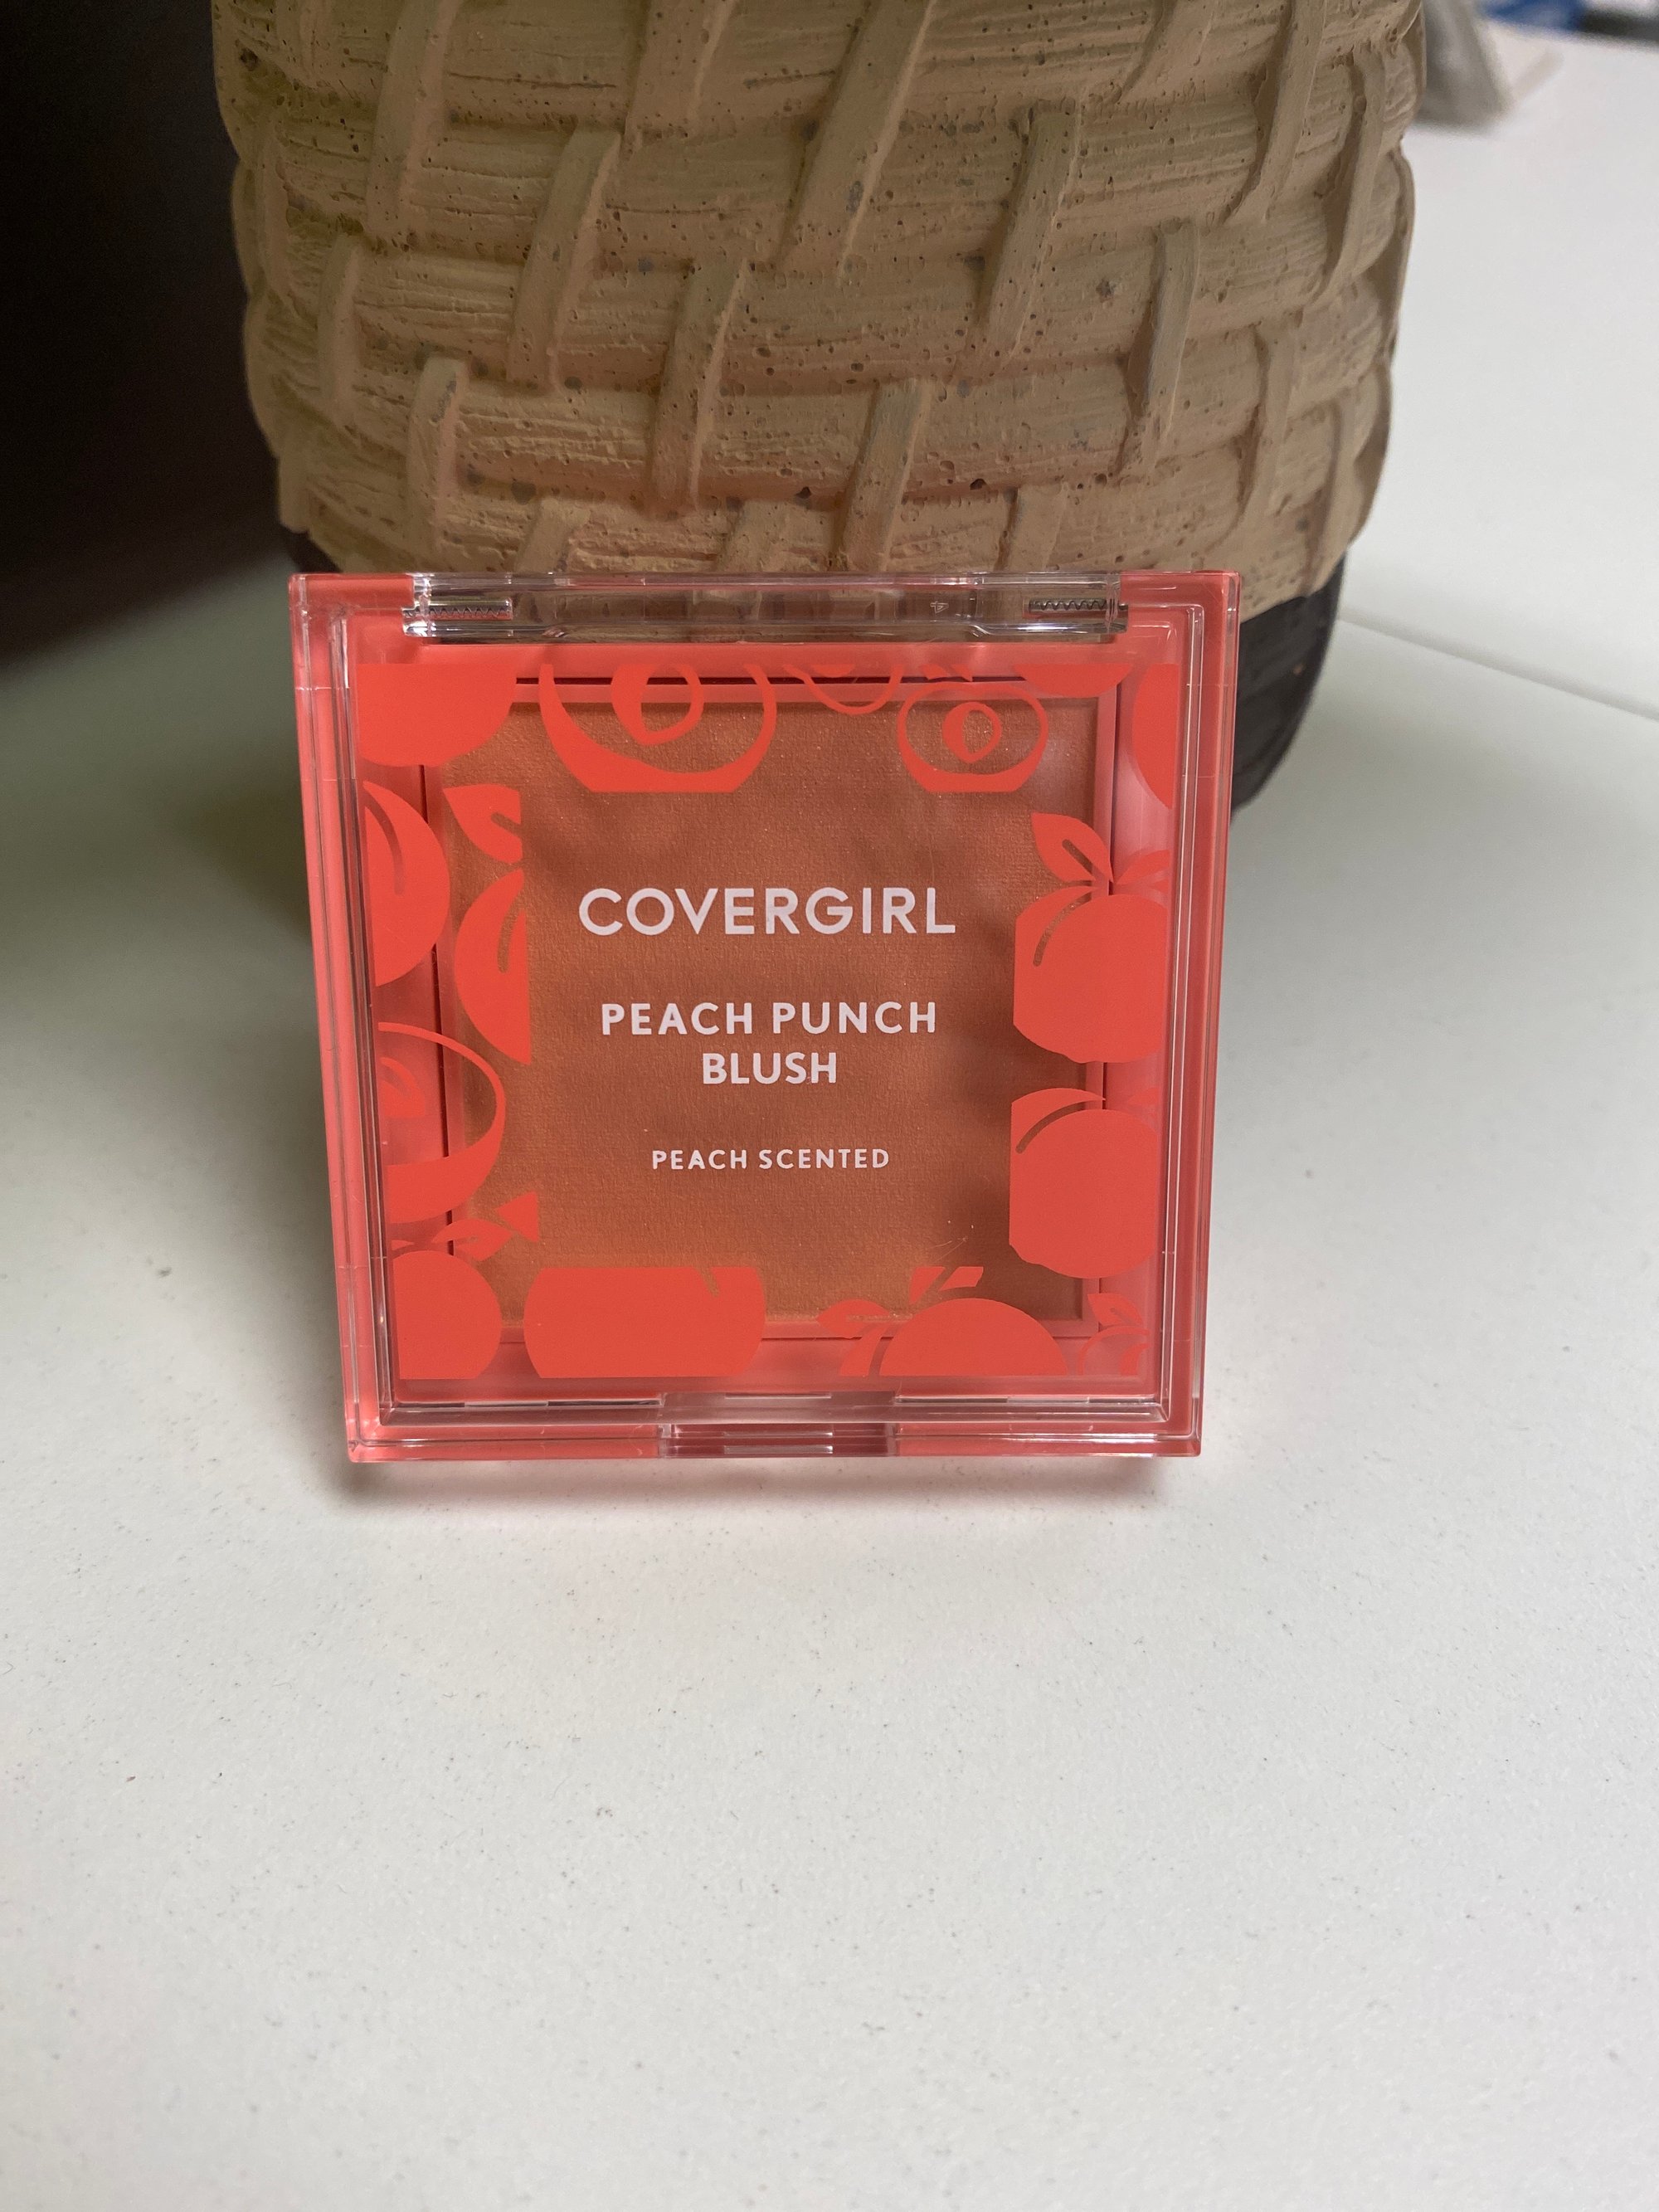 COVERGIRL
PEACH PUNCH
BLUSH
PEACH SCENTED